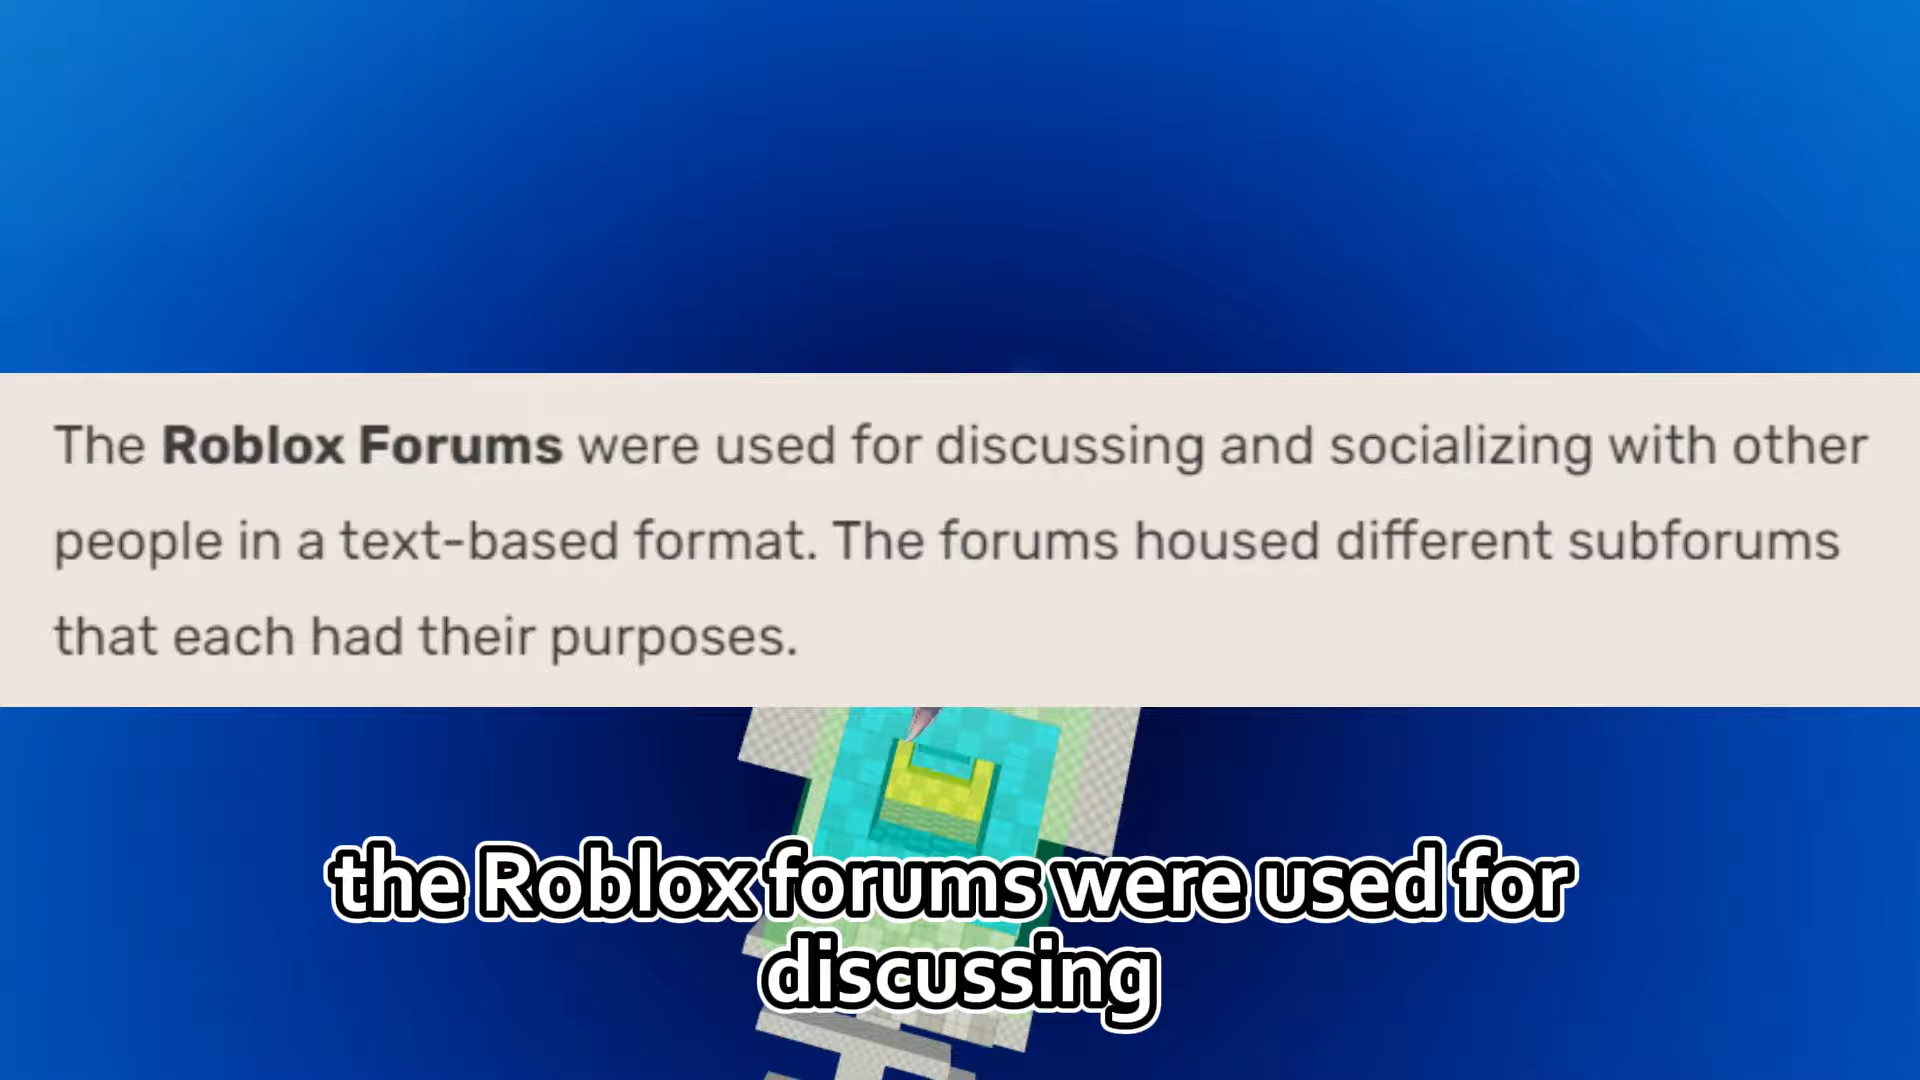 The Roblox Forums were used for discussing and socializing with other
people in a text-based format. The forums housed different subforums
that each had their purposes.
the Roblox forums were used for
discussing